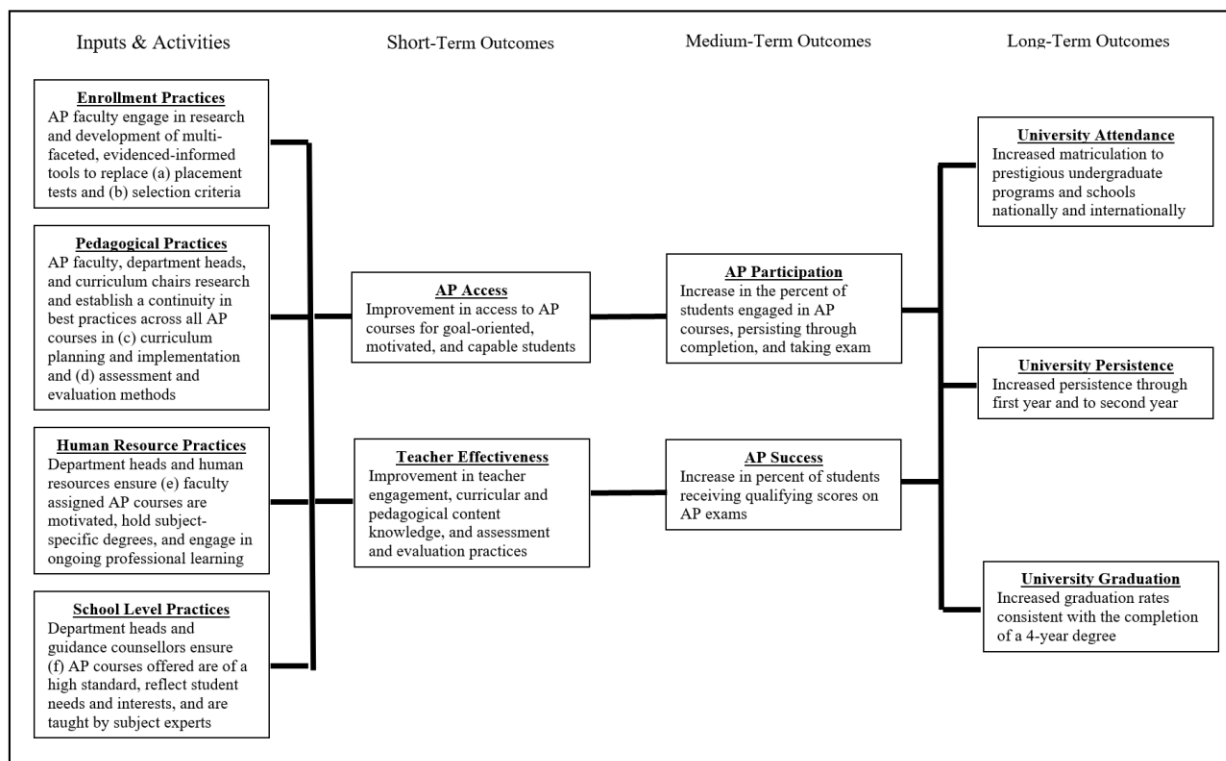 Inputs & Activities
Short-Term Outcomes
Medium-Term Outcomes
Long-Term Outcomes
Enrollment Practices
AP faculty engage in research
and development of multi-
faceted, evidenced-informed
tools to replace (a) placement
tests and (b) selection criteria
Pedagogical Practices
AP faculty, department heads,
and curriculum chairs research
and establish a continuity in
best practices across all AP
courses in (c) curriculum
planning and implementation
and (d) assessment and
evaluation methods
Human Resource Practices
Department heads and human
resources ensure (e) faculty
assigned AP courses are
motivated, hold subject-
specific degrees, and engage in
ongoing professional learning
School Level Practices
Department heads and
guidance counsellors ensure
(f) AP courses offered are of a
high standard, reflect student
needs and interests, and are
taught by subject experts
AP Access
Improvement in access to AP
courses for goal-oriented,
motivated, and capable students
Teacher Effectiveness
Improvement in teacher
engagement, curricular and
pedagogical content
knowledge, and assessment
and evaluation practices
AP Participation
Increase in the percent of
students engaged in AP
courses, persisting through
completion, and taking exam
AP Success
Increase in percent of students
receiving qualifying scores on
AP exams
University Attendance
Increased matriculation to
prestigious undergraduate
programs and schools
nationally and internationally
University Persistence
Increased persistence through
first year and to second year
University Graduation
Increased graduation rates
consistent with the completion
of a 4-year degree